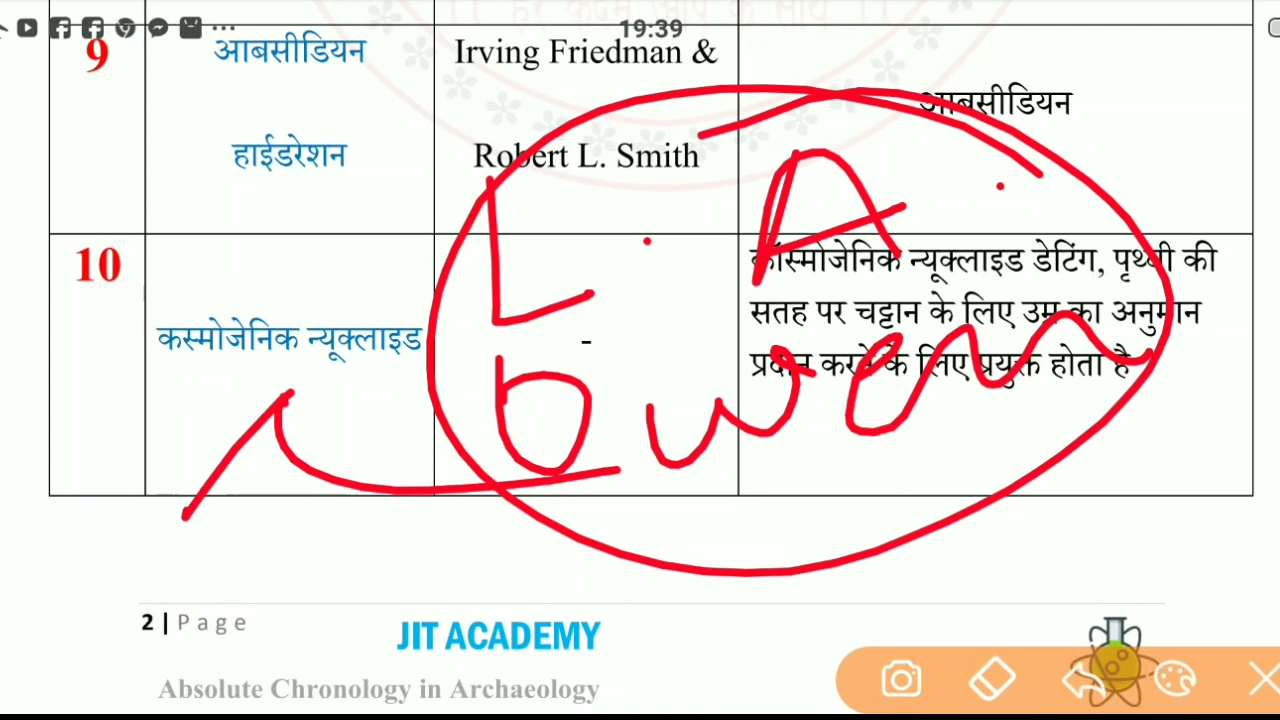 19:39
9
आबसीडियन
हाईडरेशन
Irving Friedman &
Robert L. Smith
आबसीडियन
10
कस्मोजेनिक न्यूक्लाइड
-
कॉस्मोजेनिक न्यूक्लाइड डेटिंग, पृथ्वी की
सतह पर चट्टान के लिए उम्र का अनुमान
प्रदान करने के लिए प्रयुक्त होता है
L. A.
Owen
2 | Page
JIT ACADEMY
Absolute Chronology in Archaeology